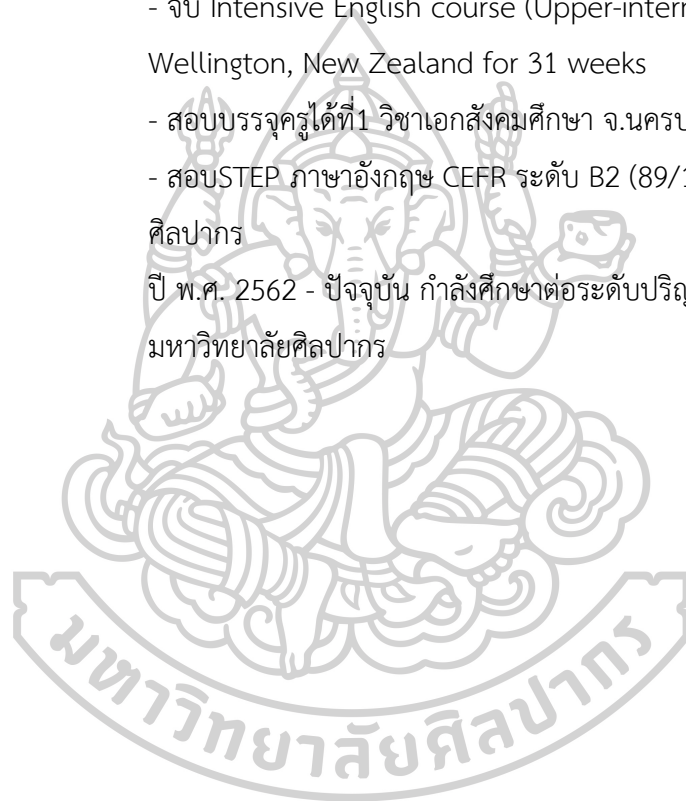 - จบ Intensive English course (Upper-inter
Wellington, New Zealand for 31 weeks
- สอบบรรจุครูได้ที่1 วิชาเอกสังคมศึกษา จ.นครป
- สอบSTEP ภาษาอังกฤษ CEFR ระดับ B2 (89/1
ศิลปากร
ปี พ.ศ. 2562 - ปัจจุบัน กำลังศึกษาต่อระดับปริญ
มหาวิทยาลัยศิลปากร
มหาวิทยาลัยศิลปากร